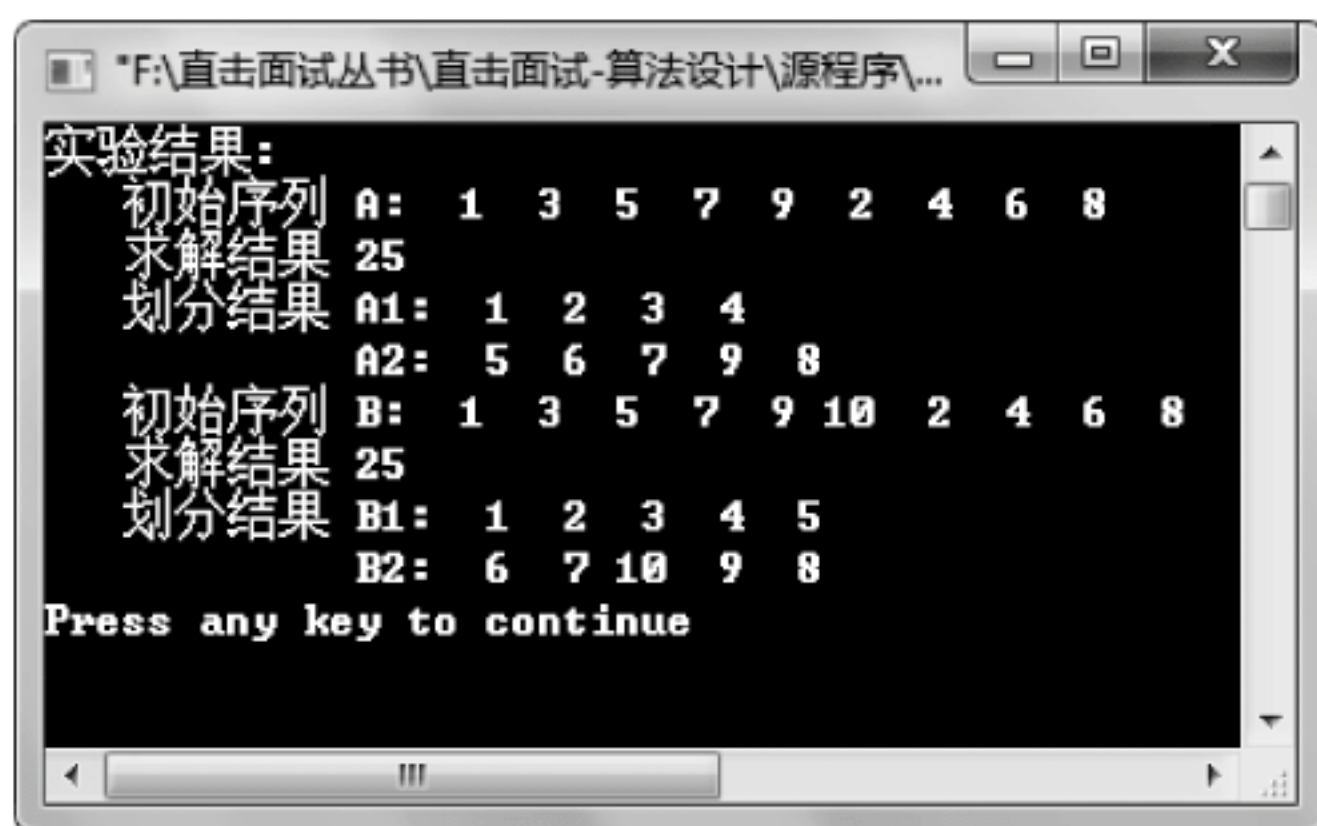 "F:\直击面试丛书\直击面试-算法设计\源程序\...
实验结果:
初始序列 A: 1 3 5 7 9 2 4 6 8
求解结果 25
划分结果 A1: 1 2 3 4
A2: 5 6 7 9 8
初始序列 B: 1 3 5 7 9 10 2 4 6 8
求解结果 25
划分结果 B1: 1 2 3 4 5
B2: 6 7 10 9 8
Press any key to continue